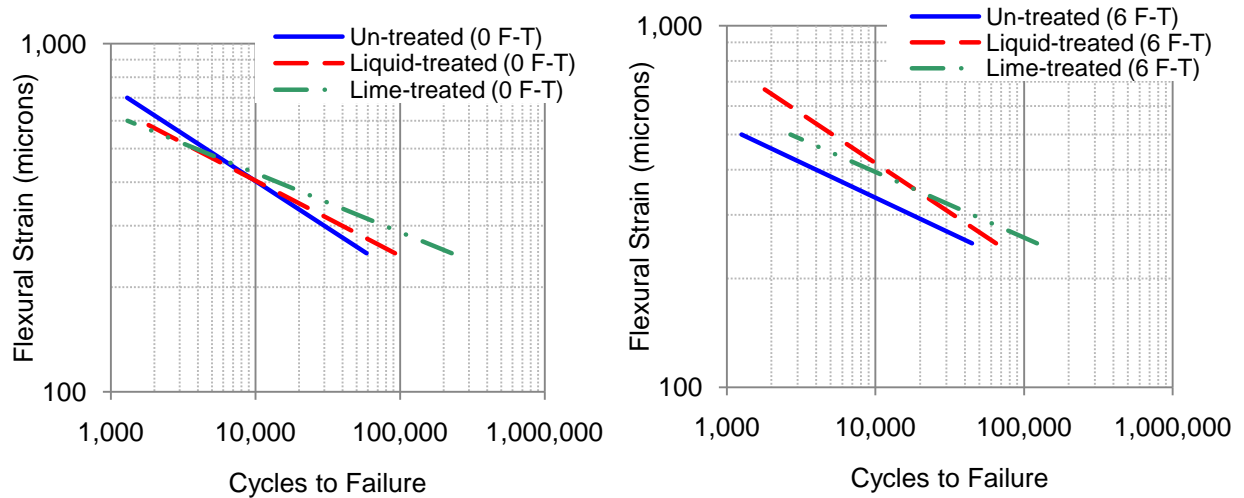 Un-treated (0 F-T)
Liquid-treated (0 F-T)
Lime-treated (0 F-T)
1,000
100
Flexural Strain (microns)
1,000
10,000
100,000
1,000,000
Cycles to Failure
Un-treated (6 F-T)
Liquid-treated (6 F-T)
Lime-treated (6 F-T)
1,000
100
Flexural Strain (microns)
1,000
10,000
100,000
1,000,000
Cycles to Failure